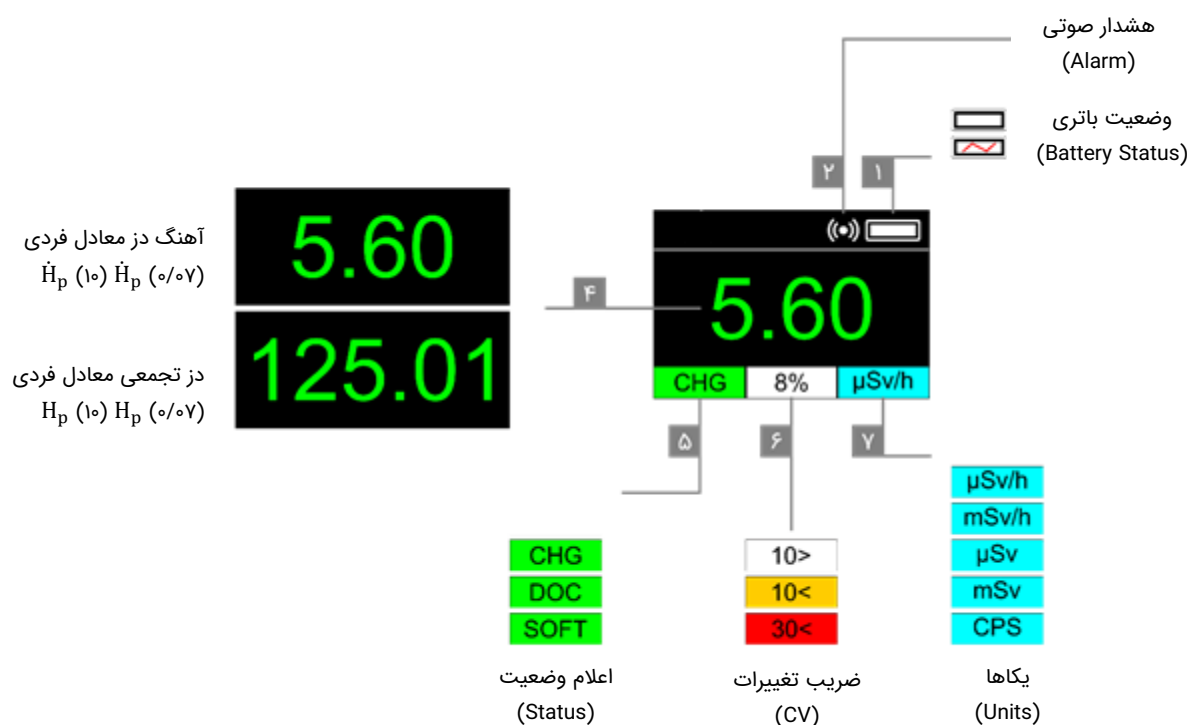 هشدار صوتی
(Alarm)
وضعیت باتری
(Battery Status)
۲
۱
5.60
آهنگ دز معادل فردی
Ḣp (۱۰) Ḣp (۰/۰۷)
125.01
دز تجمعی معادل فردی
Hp (۱۰) Hp (۰/۰۷)
۴
5.60
CHG 8% µSv/h
۵
۶
۷
CHG
DOC
SOFT
اعلام وضعیت
(Status)
10>
10<
30<
ضریب تغییرات
(CV)
µSv/h
mSv/h
µSv
mSv
CPS
یکاها
(Units)